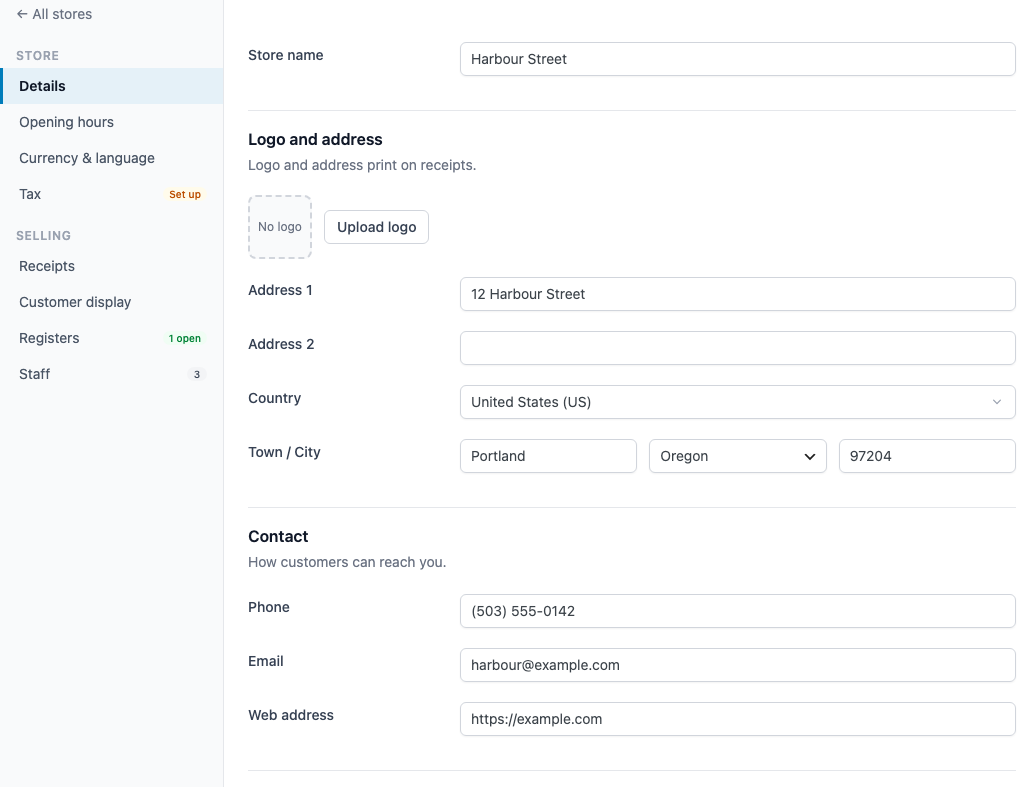 ← All stores
STORE
Details
Opening hours
Currency & language
Tax Set up
SELLING
Receipts
Customer display
Registers 1 open
Staff 3
Store name Harbour Street
Logo and address
Logo and address print on receipts.
No logo Upload logo
Address 1 12 Harbour Street
Address 2
Country United States (US)
Town / City Portland Oregon 97204
Contact
How customers can reach you.
Phone (503) 555-0142
Email harbour@example.com
Web address https://example.com